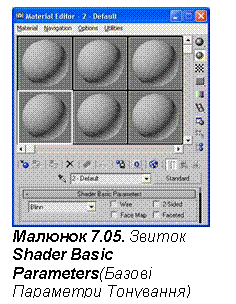 Material Editor - 2 - Default
Material Navigation Options Utilities
2 - Default Standard
Shader Basic Parameters
Blinn Wire 2-Sided
Face Map Faceted
Малюнок 7.05. Звиток
Shader Basic
Parameters(Базові
Параметри Тонування)